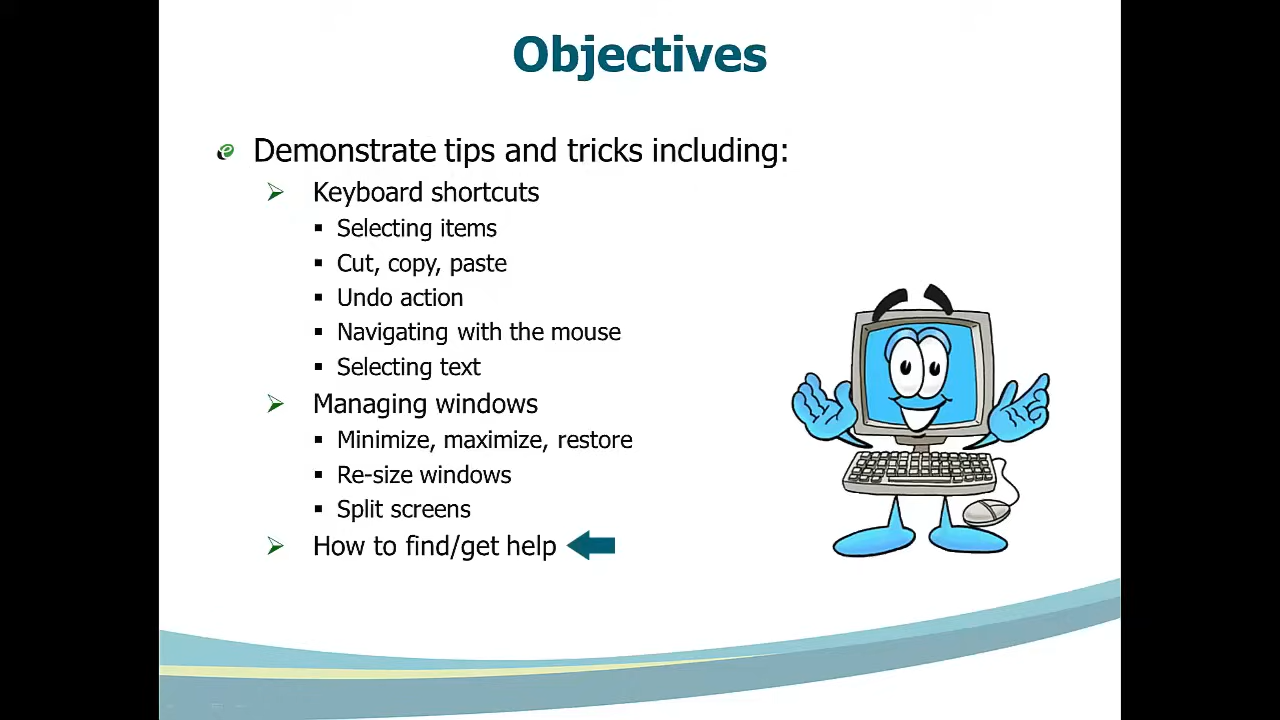 Objectives
Demonstrate tips and tricks including:
Keyboard shortcuts
Selecting items
Cut, copy, paste
Undo action
Navigating with the mouse
Selecting text
Managing windows
Minimize, maximize, restore
Re-size windows
Split screens
How to find/get help